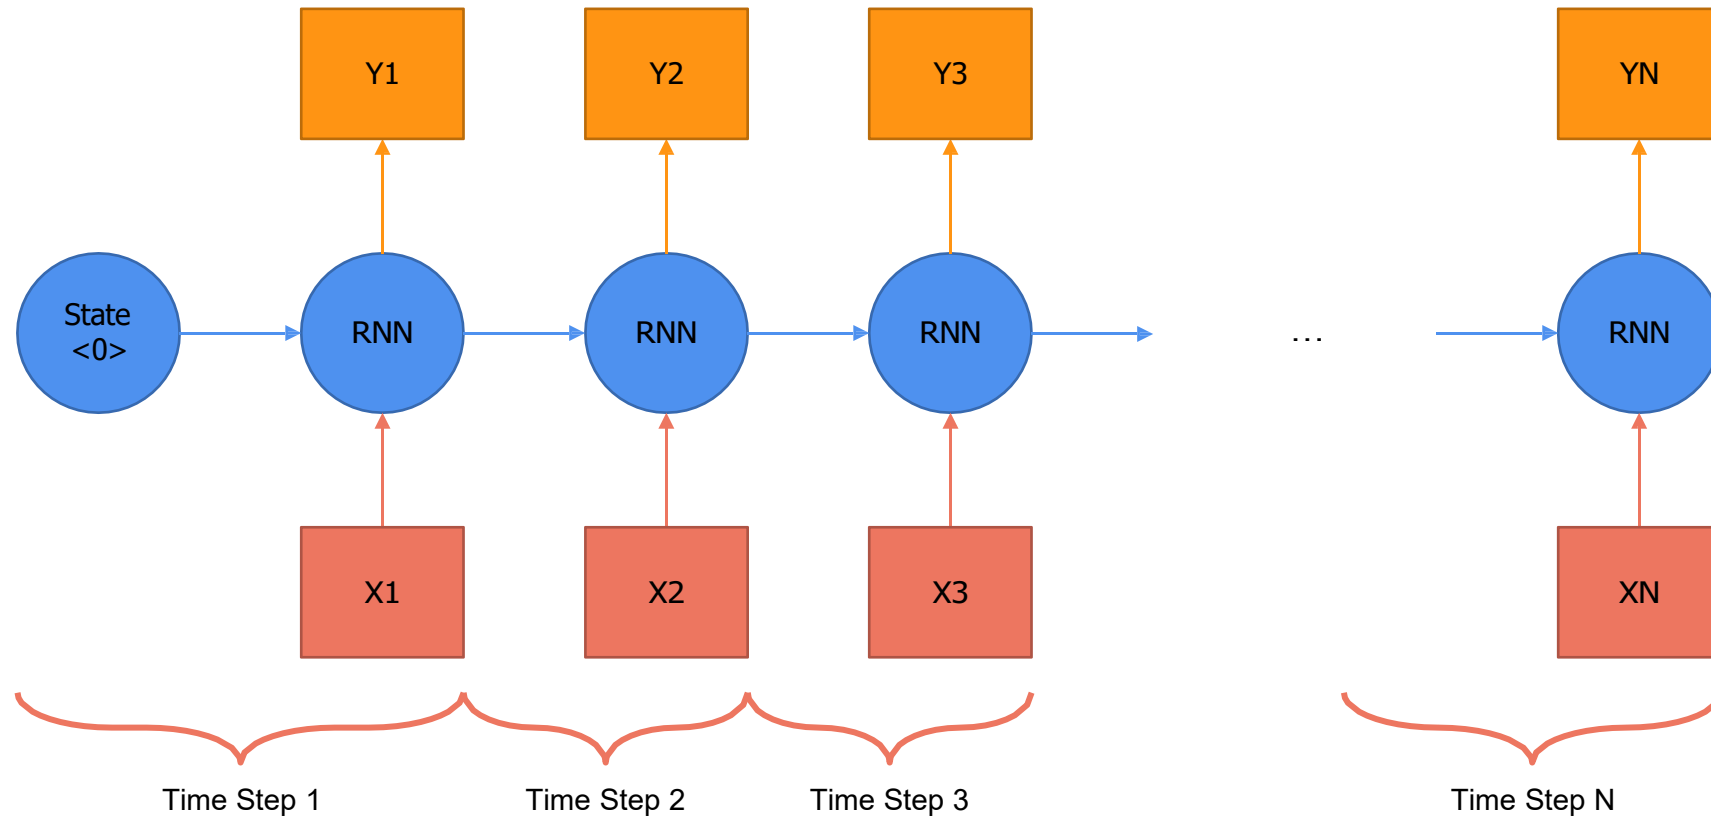 Y1
Y2
Y3
YN
State
<0>
RNN
RNN
RNN
...
RNN
X1
X2
X3
XN
Time Step 1
Time Step 2
Time Step 3
Time Step N